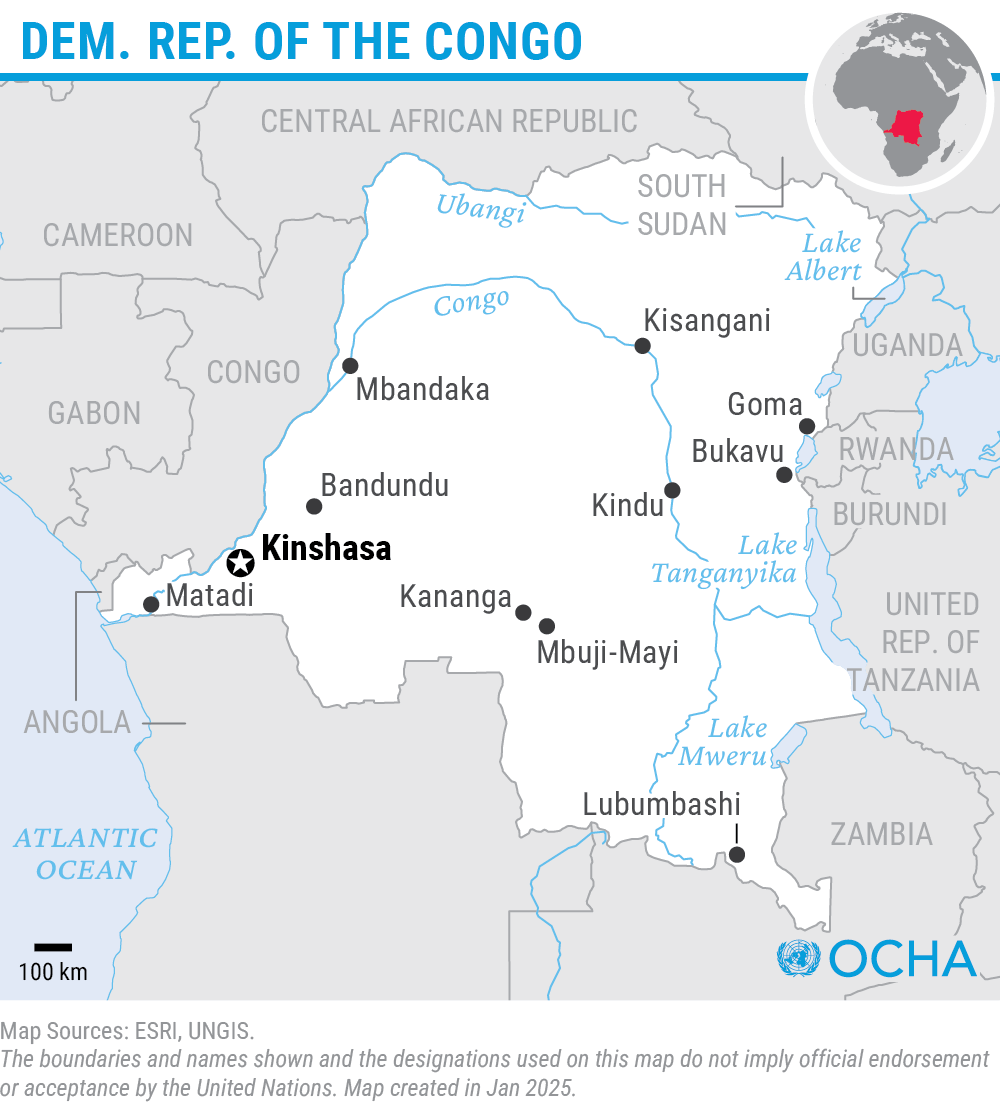 DEM. REP. OF THE CONGO
CENTRAL AFRICAN REPUBLIC
SOUTH
SUDAN
Ubangi
CAMEROON
Lake
Albert
Congo
Kisangani
UGANDA
CONGO
Mbandaka
GABON
Goma
Bukavu
RWANDA
Bandundu
Kindu
BURUNDI
Kinshasa
Lake
Tanganyika
Matadi
Kananga
UNITED
REP. OF
TANZANIA
Mbuji-Mayi
ANGOLA
Lake
Mweru
Lubumbashi
ZAMBIA
ATLANTIC
OCEAN
100 km
OCHA
Map Sources: ESRI, UNGIS.
The boundaries and names shown and the designations used on this map do not imply official endorsement
or acceptance by the United Nations. Map created in Jan 2025.